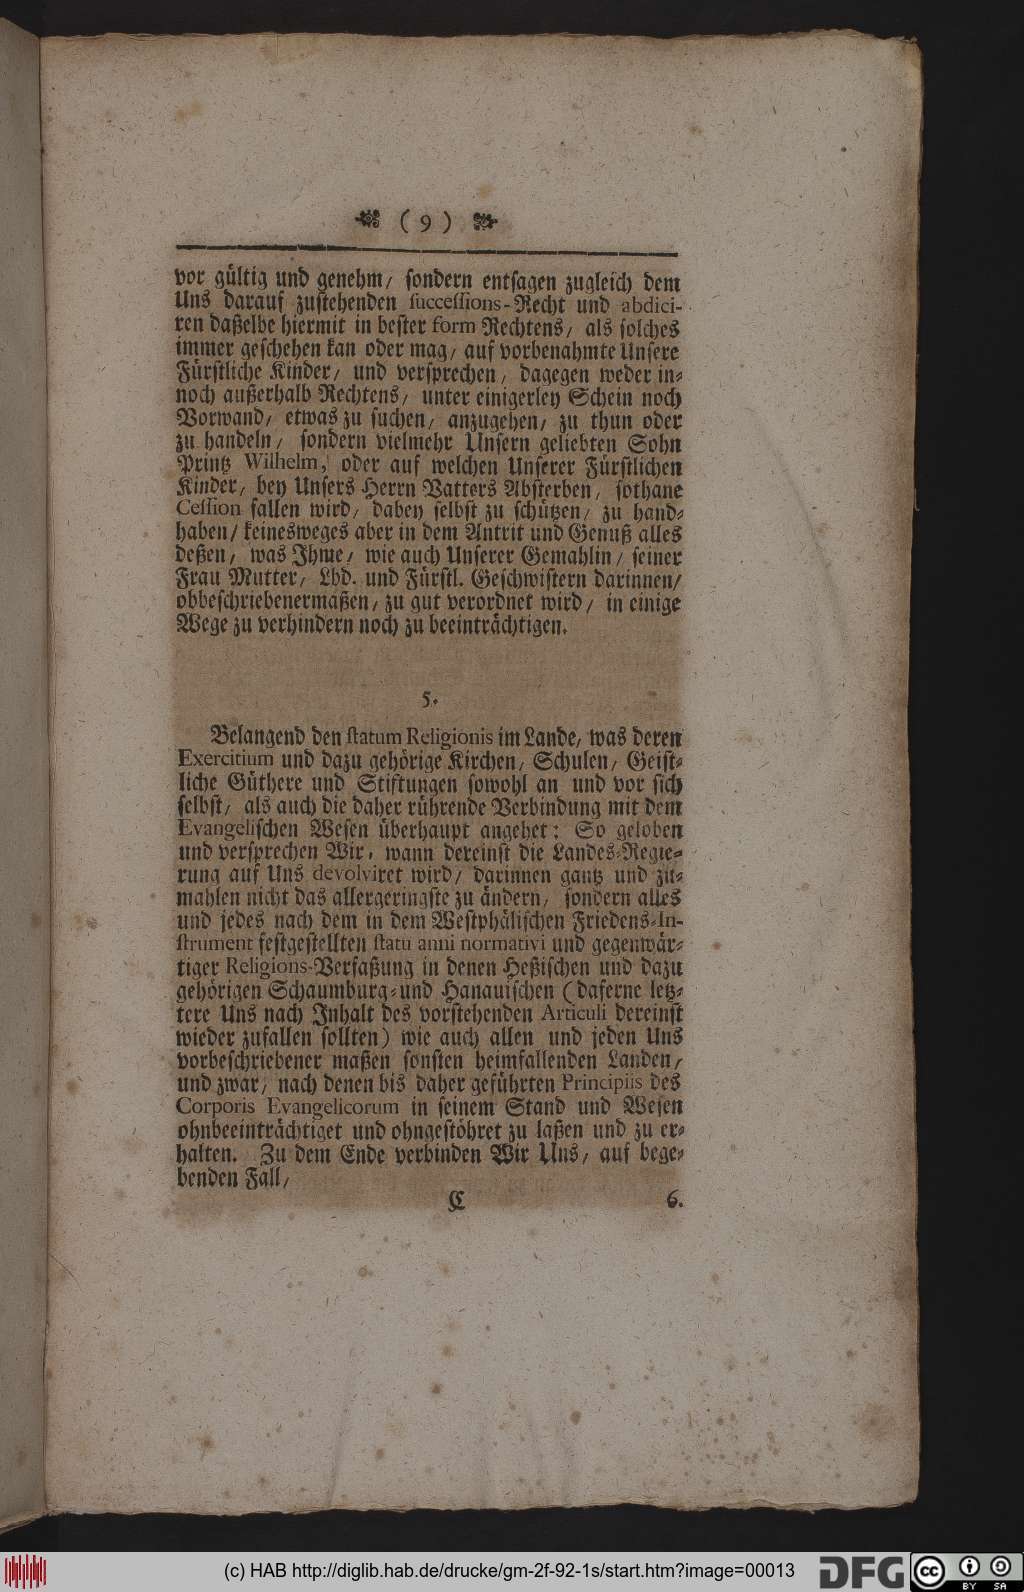 ( 9 )
vor gültig und genehm, sondern entsagen zugleich dem
Uns darauf zustehenden successions-Recht und abdici-
ren daßelbe hiermit in bester form Rechtens, als solches
immer geschehen kan oder mag, auf vorbenahmte Unsere
Fürstliche Kinder, und versprechen, dagegen weder in-
noch außerhalb Rechtens, unter einigerley Schein noch
Vorwand, etwas zu suchen, anzugehen, zu thun oder
zu handeln, sondern vielmehr Unsern geliebten Sohn
Printz Wilhelm, oder auf welchen Unserer Fürstlichen
Kinder, bey Unsers Herrn Vatters Absterben, sothane
Cession fallen wird, dabey selbst zu schützen, zu hand-
haben, keinesweges aber in dem Antrit und Genuß alles
deßen, was Ihme, wie auch Unserer Gemahlin, seiner
Frau Mutter, Lbd. und Fürstl. Geschwistern darinnen,
obbeschriebenermaßen, zu gut verordnet wird, in einige
Wege zu verhindern noch zu beeinträchtigen.
5.
Belangend den statum Religionis im Lande, was deren
Exercitium und dazu gehörige Kirchen, Schulen, Geist-
liche Güthere und Stiftungen sowohl an und vor sich
selbst, als auch die daher rührende Verbindung mit dem
Evangelischen Wesen überhaupt angehet: So geloben
und versprechen Wir, wann dereinst die Landes-Regie-
rung auf Uns devolviret wird, darinnen gantz und zu-
mahlen nicht das allergeringste zu ändern, sondern alles
und jedes nach dem in dem Westphälischen Friedens-In-
strument festgestellten statu anni normativi und gegenwär-
tiger Religions-Verfaßung in denen Heßischen und dazu
gehörigen Schaumburg-und Hanauischen (daferne letz-
tere Uns nach Inhalt des vorstehenden Articuli dereinst
wieder zufallen sollten) wie auch allen und jeden Uns
vorbeschriebener maßen sonsten heimfallenden Landen,
und zwar, nach denen bis daher geführten Principiis des
Corporis Evangelicorum in seinem Stand und Wesen
ohnbeeinträchtiget und ohngestöhret zu laßen und zu er-
halten. Zu dem Ende verbinden Wir Uns, auf bege-
benden Fall,
C 6.
(c) HAB http://diglib.hab.de/drucke/gm-2f-92-1s/start.htm?image=00013
DFG
cc BY SA